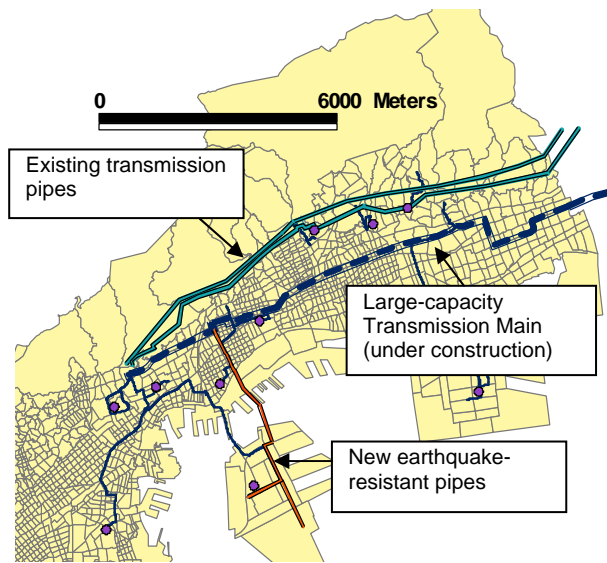 0 6000 Meters
Existing transmission
pipes
Large-capacity
Transmission Main
(under construction)
New earthquake-
resistant pipes